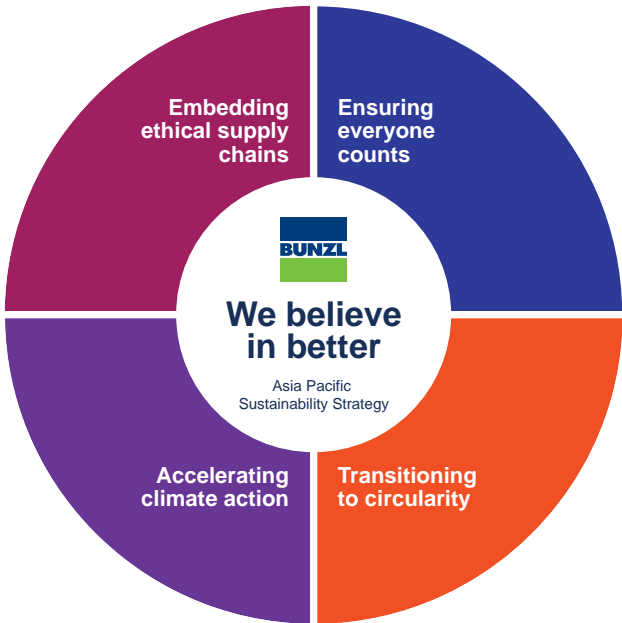 Embedding
ethical supply
chains
Ensuring
everyone
counts
BUNZL
We believe
in better
Asia Pacific
Sustainability Strategy
Accelerating
climate action
Transitioning
to circularity